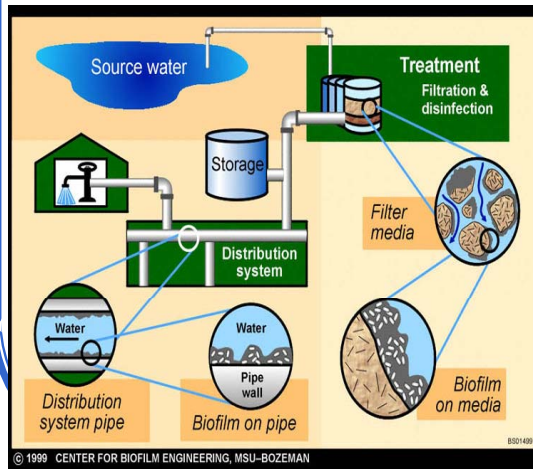 Source water
Treatment
Filtration &
disinfection
Storage
Distribution
system
Filter
media
Water
Water
Pipe
wall
Distribution
system pipe
Biofilm on pipe
Biofilm
on media
BS01499
© 1999 CENTER FOR BIOFILM ENGINEERING, MSU–BOZEMAN